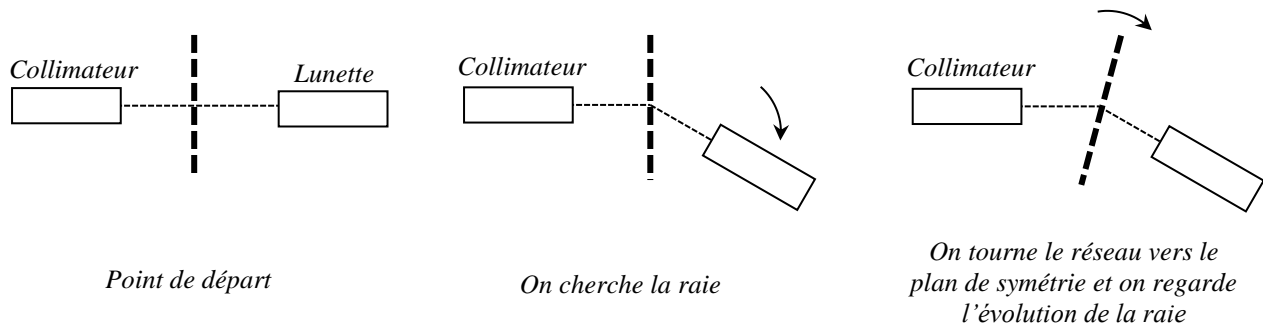 Collimateur
Lunette
Point de départ
Collimateur
On cherche la raie
Collimateur
On tourne le réseau vers le
plan de symétrie et on regarde
l'évolution de la raie